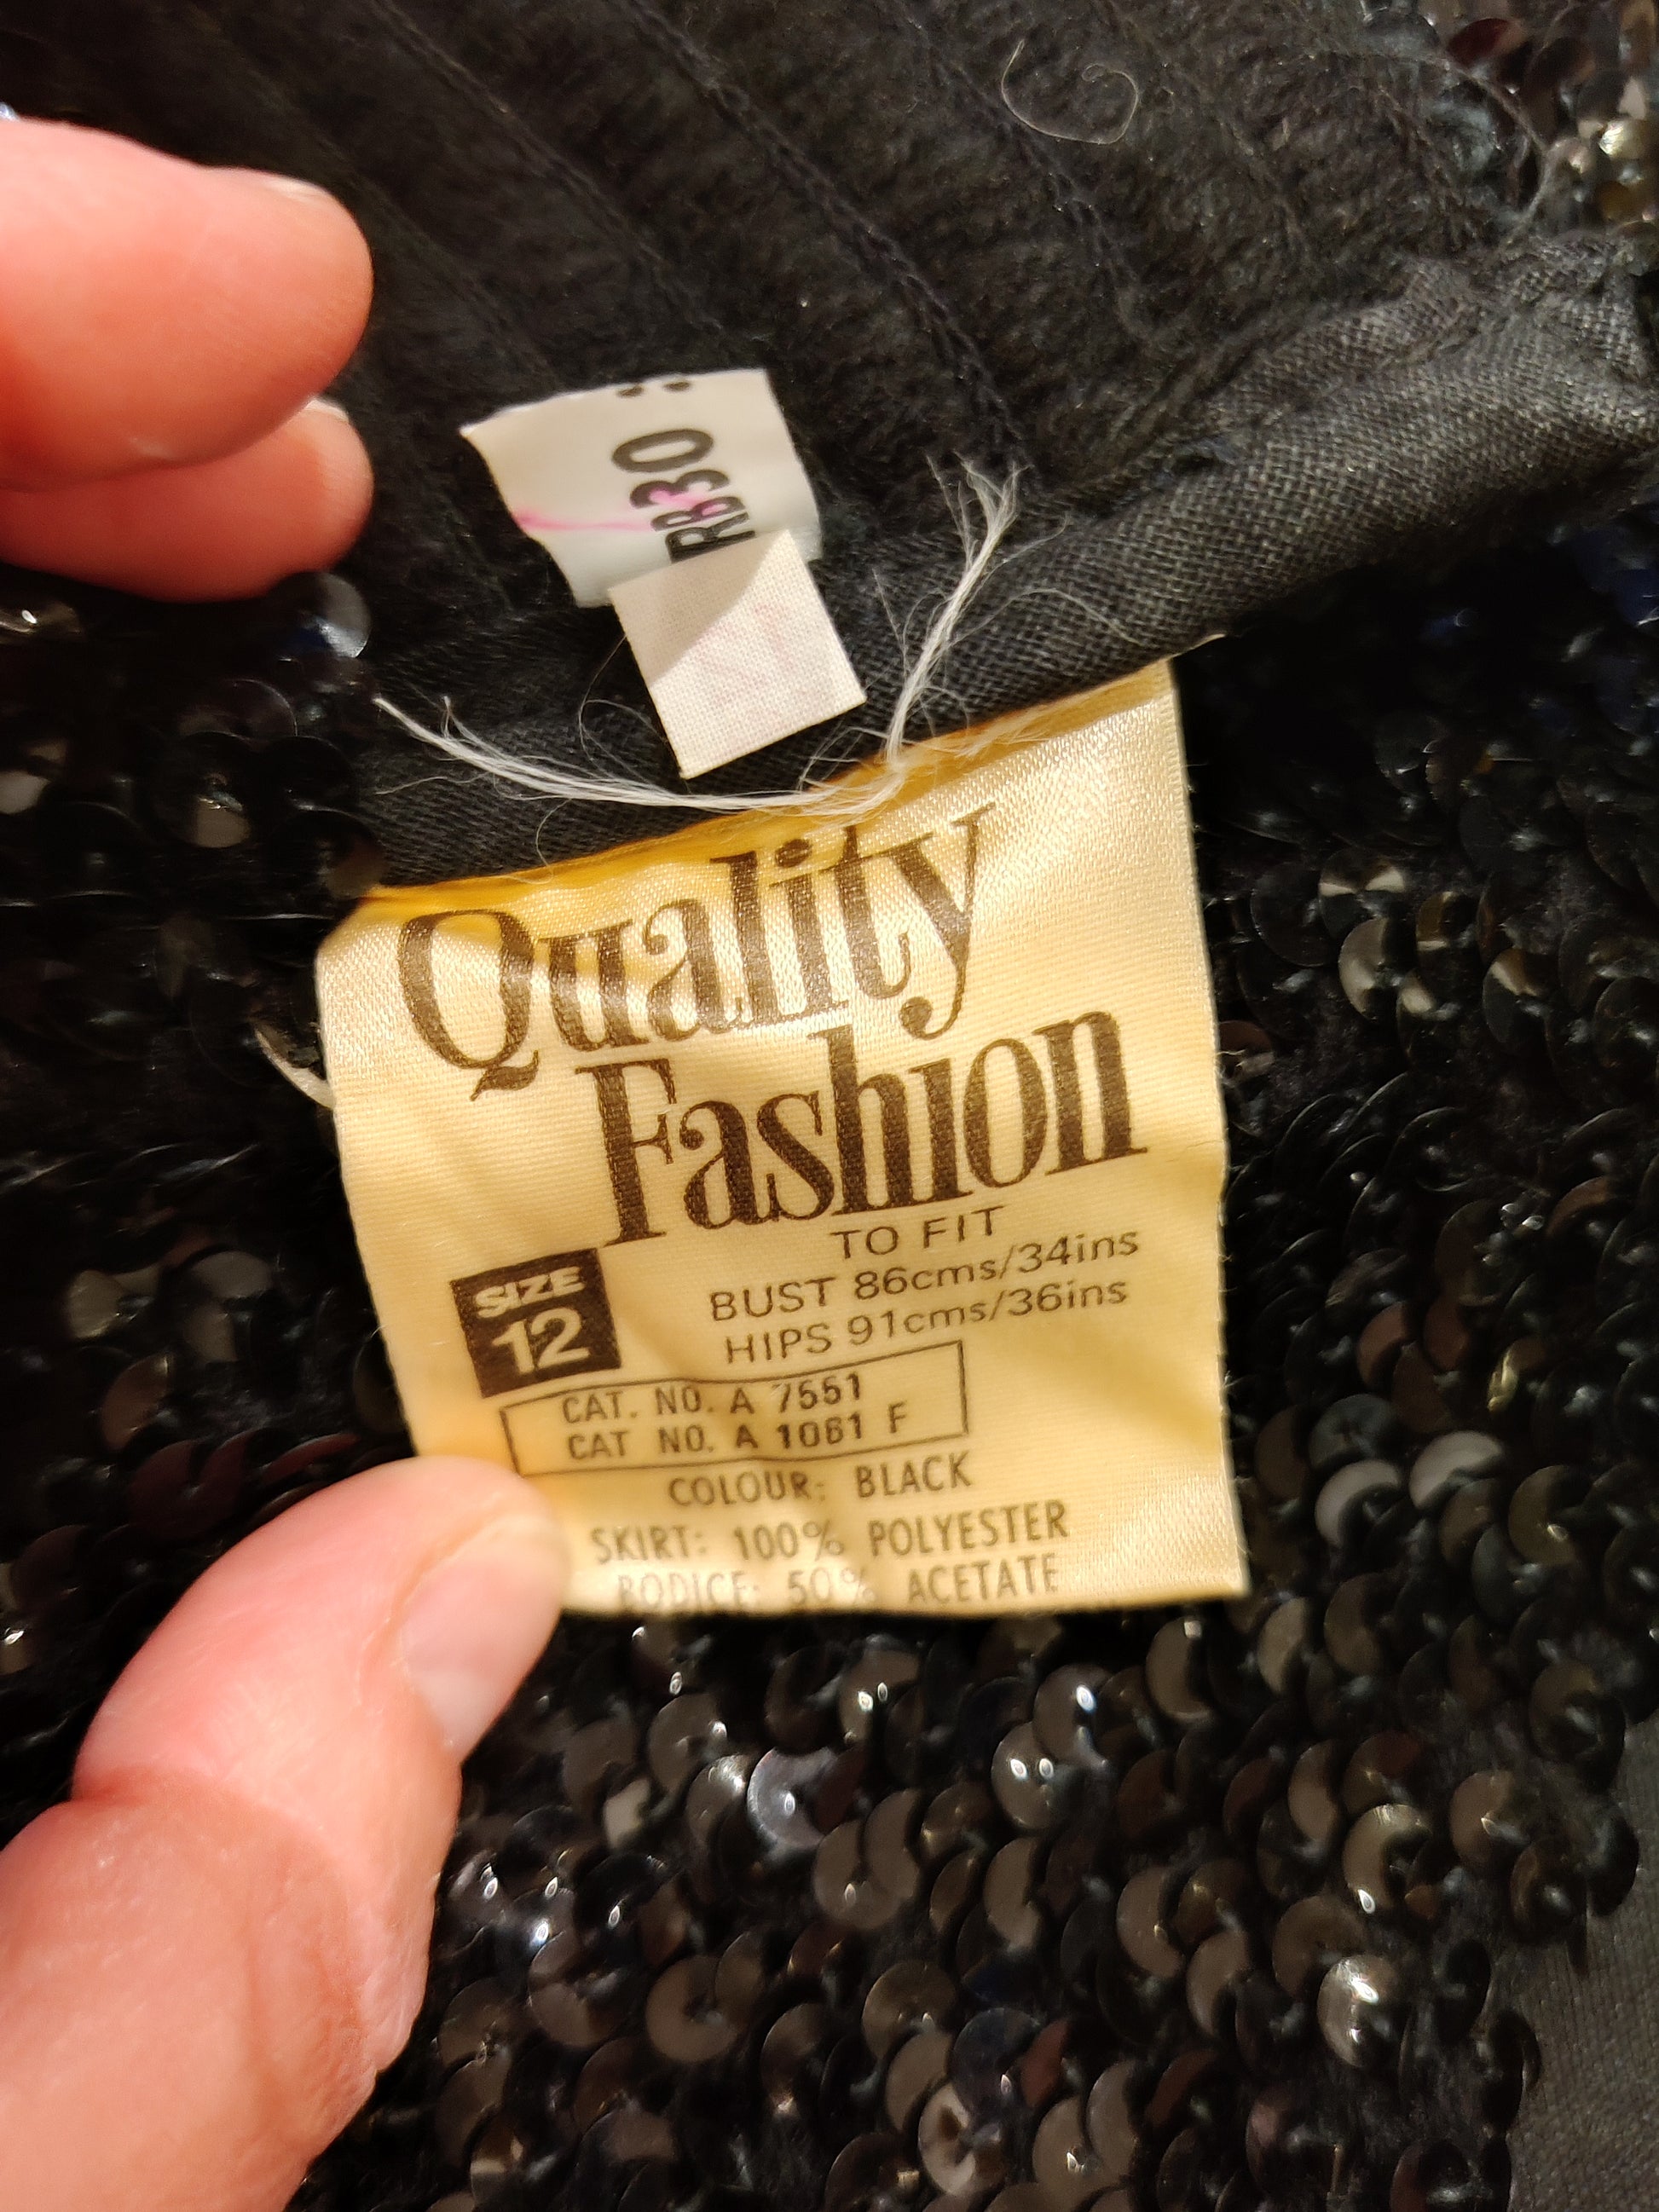 RB30
Quality
Fashion
TO FIT
SIZE
12
BUST 86cms/34ins
HIPS 91cms/36ins
CAT. NO. A 7551
CAT NO. A 1061 F
COLOUR: BLACK
SKIRT: 100% POLYESTER
BODICE: 50% ACETATE